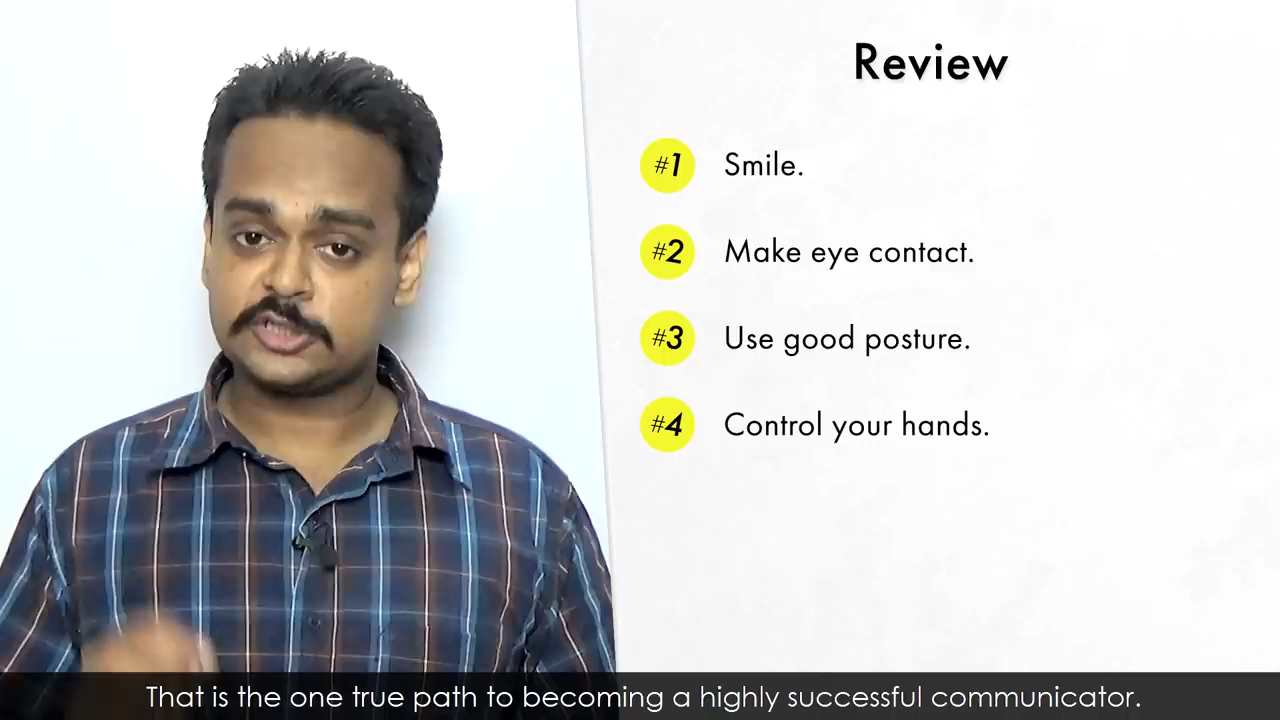 Review
#1 Smile.
#2 Make eye contact.
#3 Use good posture.
#4 Control your hands.
That is the one true path to becoming a highly successful communicator.